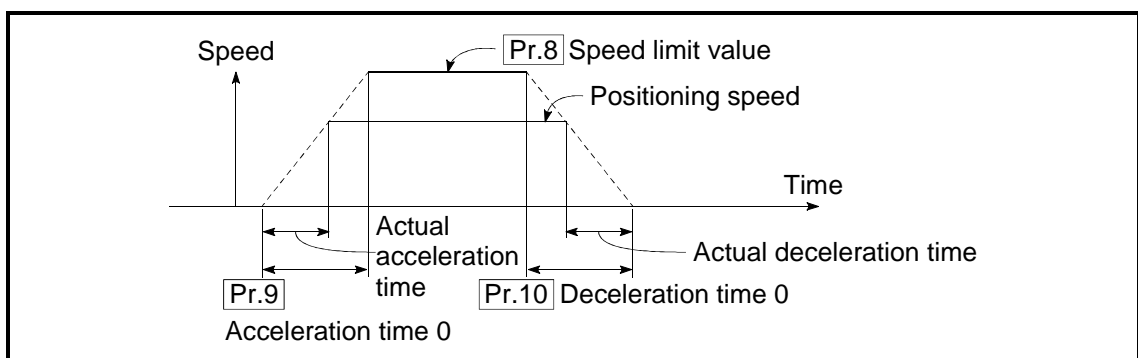 Pr.8 Speed limit value
Speed
Positioning speed
Time
Actual
acceleration
time
Actual deceleration time
Pr.9
Acceleration time 0
Pr.10 Deceleration time 0